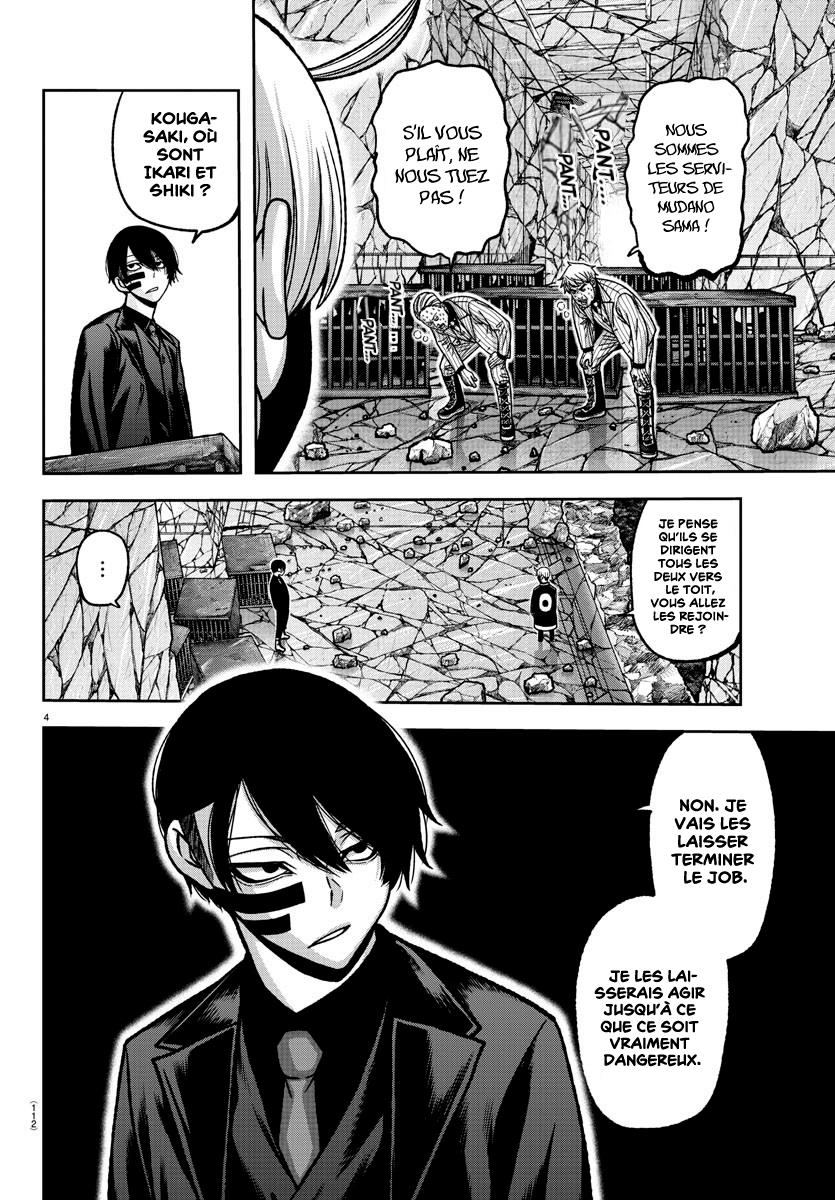 NOUS
SOMMES
LES SERVI-
TEURS DE
MUDANO
SAMA !
PANT....
PANT...
S'IL VOUS
PLAÎT, NE
NOUS TUEZ
PAS !
PANT....
PANT...
KOUGA-
SAKI, OÙ
SONT
IKARI ET
SHIKI ?
JE PENSE
QU'ILS SE
DIRIGENT
TOUS LES
DEUX VERS
LE TOIT,
VOUS ALLEZ
LES REJOIN-
DRE ?
...
4
NON. JE
VAIS LES
LAISSER
TERMINER
LE JOB.
JE LES LAI-
SSERAIS AGIR
JUSQU'À CE
QUE CE SOIT
VRAIMENT
DANGEREUX.
(112)